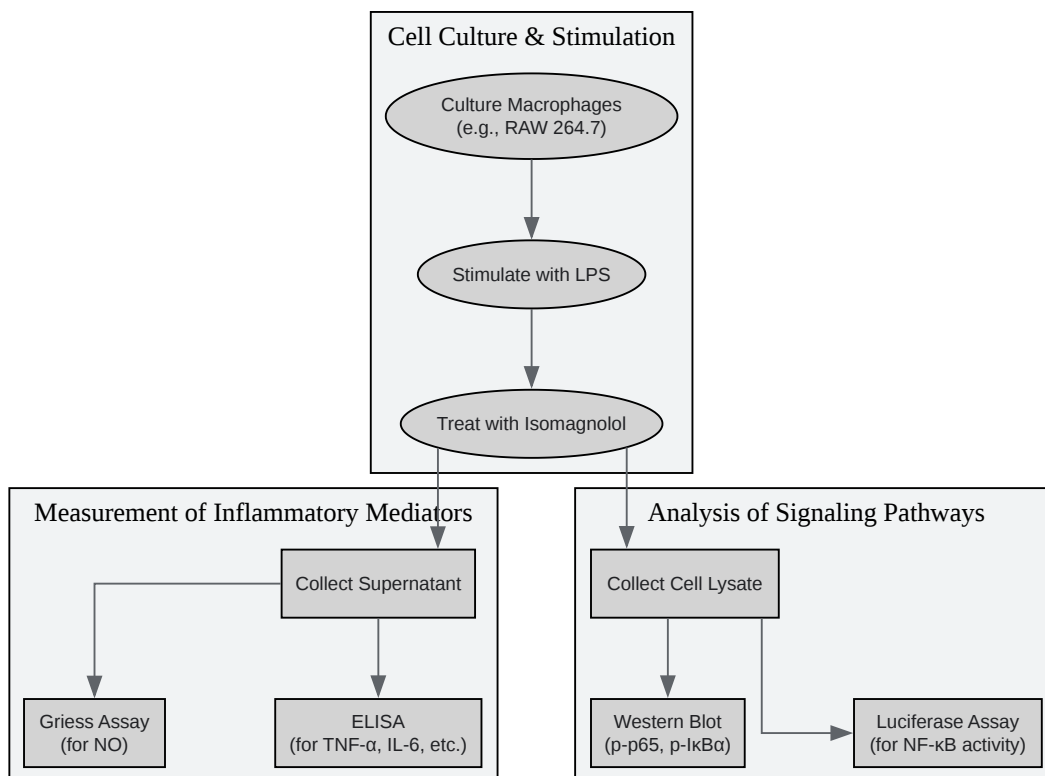 Cell Culture & Stimulation
Culture Macrophages
(e.g., RAW 264.7)
Stimulate with LPS
Treat with Isomagnolol
Measurement of Inflammatory Mediators
Collect Supernatant
Griess Assay
(for NO)
ELISA
(for TNF-α, IL-6, etc.)
Analysis of Signaling Pathways
Collect Cell Lysate
Western Blot
(p-p65, p-IκBα)
Luciferase Assay
(for NF-κB activity)